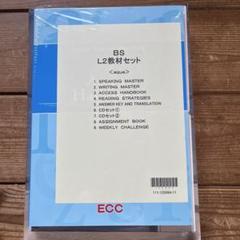 BS
L2教材セット
<aqua>
1 SPEAKING MASTER
2 WRITING MASTER
3 ACCESS HANDBOOK
4 READING STRATEGIES
5 ANSWER KEY AND TRANSLATION
6 CDセット①
7 CDセット②
8 ASSIGNMENT BOOK
9 WEEKLY CHALLENGE
ECC